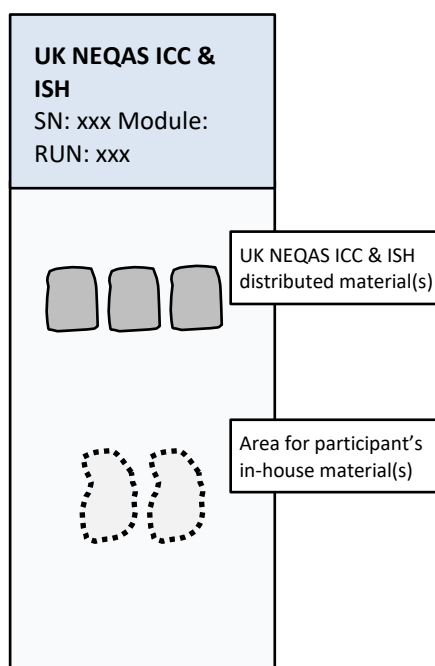 UK NEQAS ICC &
ISH
SN: xxx Module:
RUN: xxx
UK NEQAS ICC & ISH
distributed material(s)
Area for participant’s
in-house material(s)